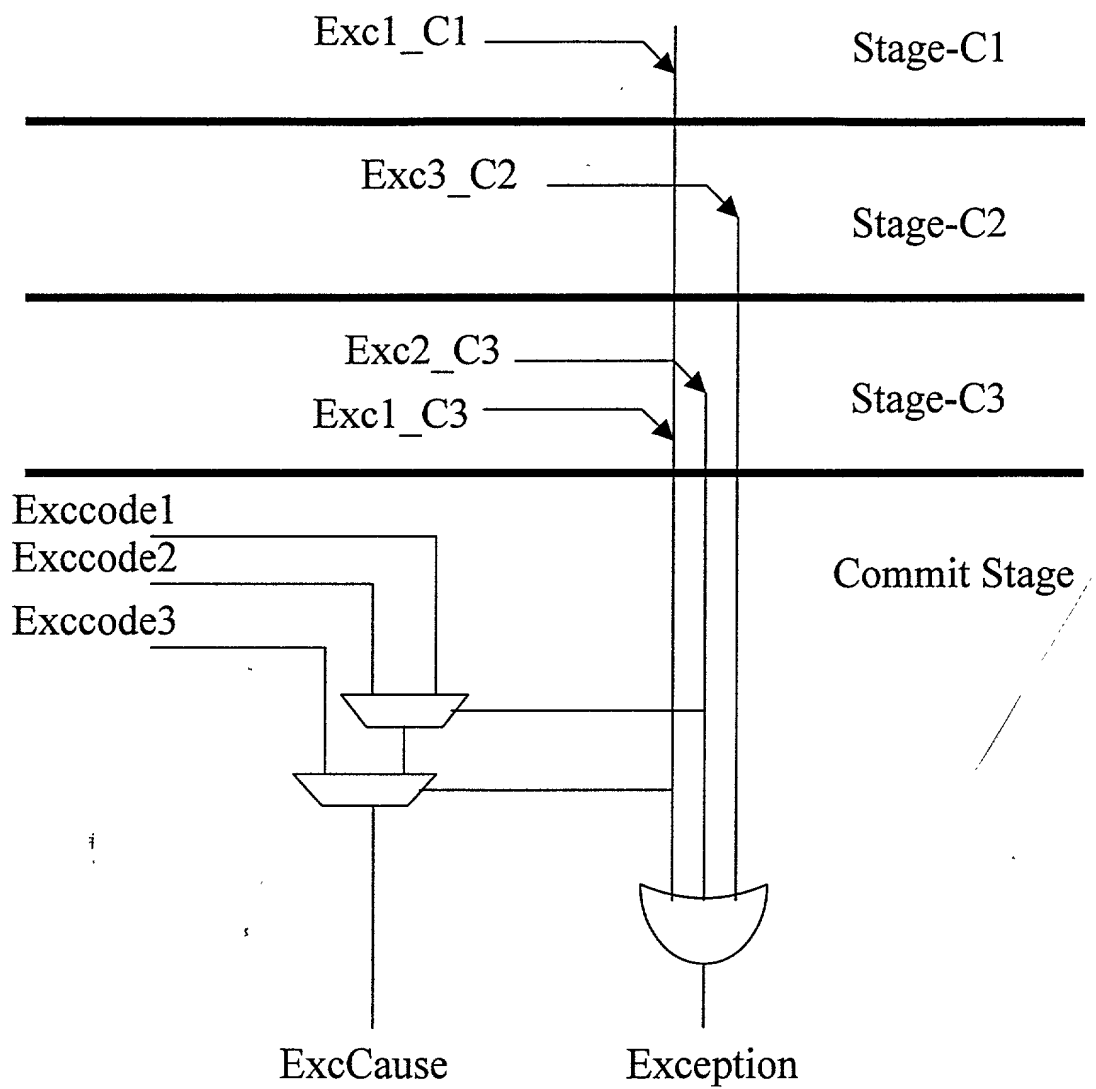 Exc1_C1
Stage-C1
Exc3_C2
Stage-C2
Exc2_C3
Exc1_C3
Stage-C3
Exccode1
Exccode2
Exccode3
Commit Stage
ExcCause
Exception